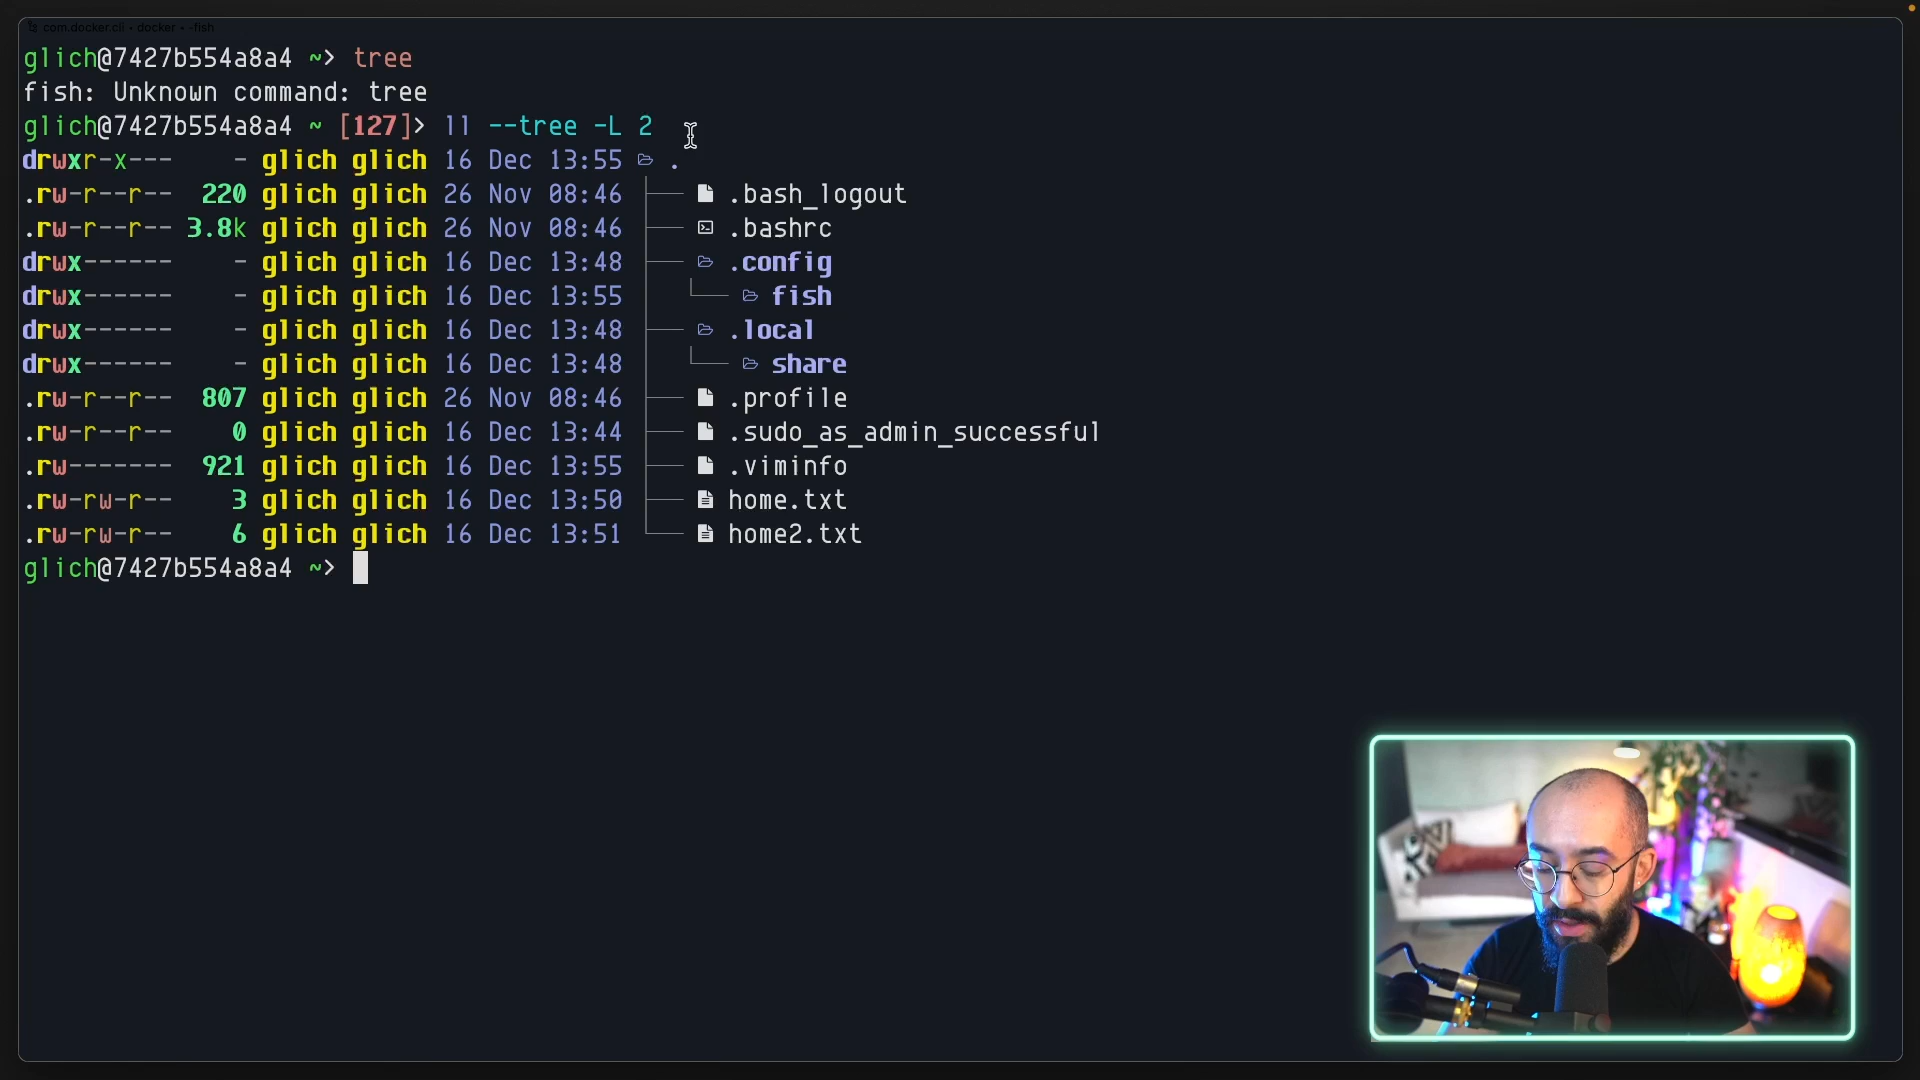 com.docker.cli • docker • -fish
glich@7427b554a8a4 ~> tree
fish: Unknown command: tree
glich@7427b554a8a4 ~ [127]> ll --tree -L 2
drwxr-x--- - glich glich 16 Dec 13:55 .
.rw-r--r-- 220 glich glich 26 Nov 08:46 ├── .bash_logout
.rw-r--r-- 3.8k glich glich 26 Nov 08:46 ├── .bashrc
drwx------ - glich glich 16 Dec 13:48 ├── .config
drwx------ - glich glich 16 Dec 13:55 │  └── fish
drwx------ - glich glich 16 Dec 13:48 ├── .local
drwx------ - glich glich 16 Dec 13:48 │  └── share
.rw-r--r-- 807 glich glich 26 Nov 08:46 ├── .profile
.rw-r--r-- 0 glich glich 16 Dec 13:44 ├── .sudo_as_admin_successful
.rw------- 921 glich glich 16 Dec 13:55 ├── .viminfo
.rw-rw-r-- 3 glich glich 16 Dec 13:50 ├── home.txt
.rw-rw-r-- 6 glich glich 16 Dec 13:51 └── home2.txt
glich@7427b554a8a4 ~>